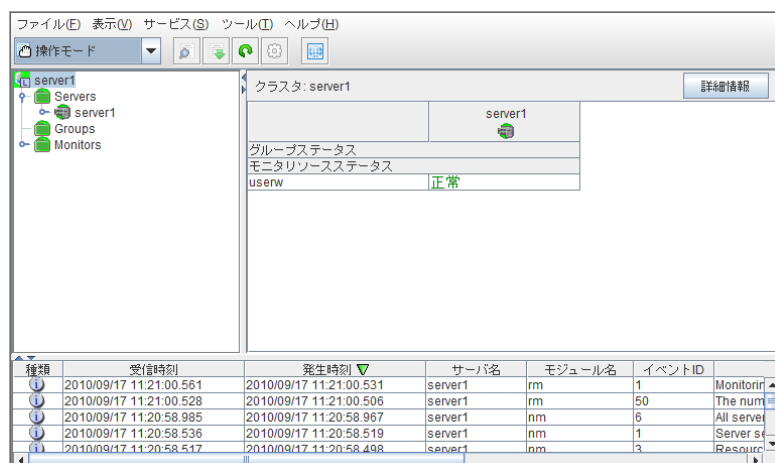 ファイル(F) 表示(V) サービス(S) ツール(T) ヘルプ(H)
操作モード
server1
Servers
server1
Groups
Monitors
クラスタ: server1
詳細情報
server1
グループステータス
モニタリソースステータス
userw 正常
種類 受信時刻 発生時刻 サーバ名 モジュール名 イベントID
2010/09/17 11:21:00.561 2010/09/17 11:21:00.531 server1 rm 1 Monitorin
2010/09/17 11:21:00.528 2010/09/17 11:21:00.506 server1 rm 50 The num
2010/09/17 11:20:58.985 2010/09/17 11:20:58.967 server1 nm 6 All server
2010/09/17 11:20:58.536 2010/09/17 11:20:58.519 server1 nm 1 Server se
2010/09/17 11:20:58.517 2010/09/17 11:20:58.498 server1 nm 3 Resourc